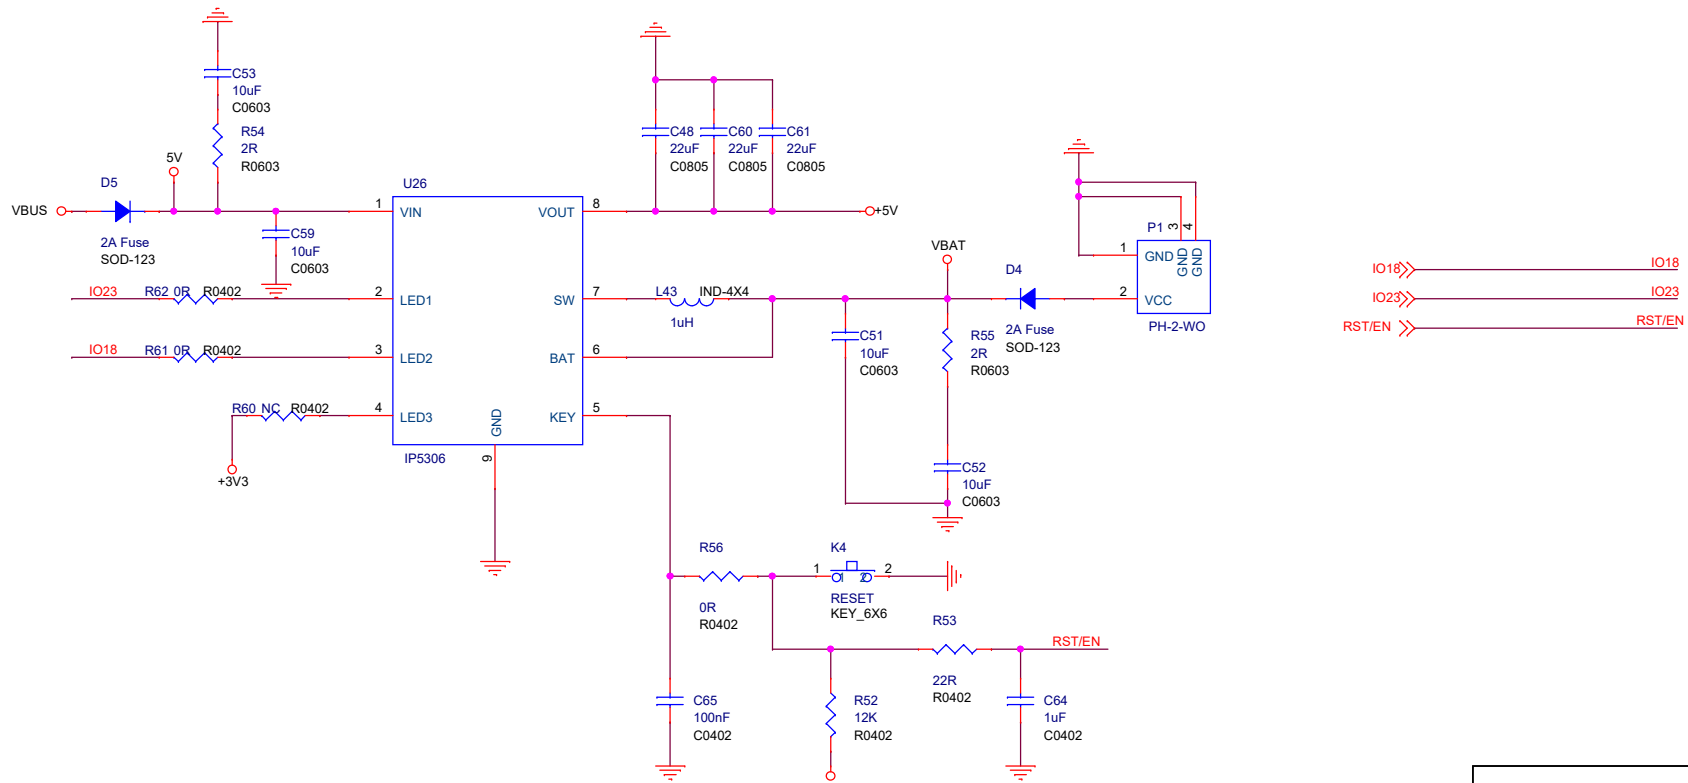 C53
10uF
C0603
R54
2R
R0603
5V
D5
VBUS
2A Fuse
SOD-123
C59
10uF
C0603
U26
1
VIN
VOUT
8
+5V
C48
22uF
C0805
C60
22uF
C0805
C61
22uF
C0805
IO23
R62 0R R0402
2
LED1
SW
7
L43
IND-4X4
1uH
IO18
R61 0R R0402
3
LED2
BAT
6
R60 NC R0402
4
LED3
KEY
5
GND
9
IP5306
+3V3
VBAT
D4
2A Fuse
SOD-123
C51
10uF
C0603
R55
2R
R0603
C52
10uF
C0603
P1
3
4
1
GND
GND
GND
2
VCC
PH-2-WO
IO18
IO18
IO23
IO23
RST/EN
RST/EN
R56
0R
R0402
K4
1
1
2
2
RESET
KEY_6X6
R53
22R
R0402
RST/EN
C65
100nF
C0402
R52
12K
R0402
C64
1uF
C0402